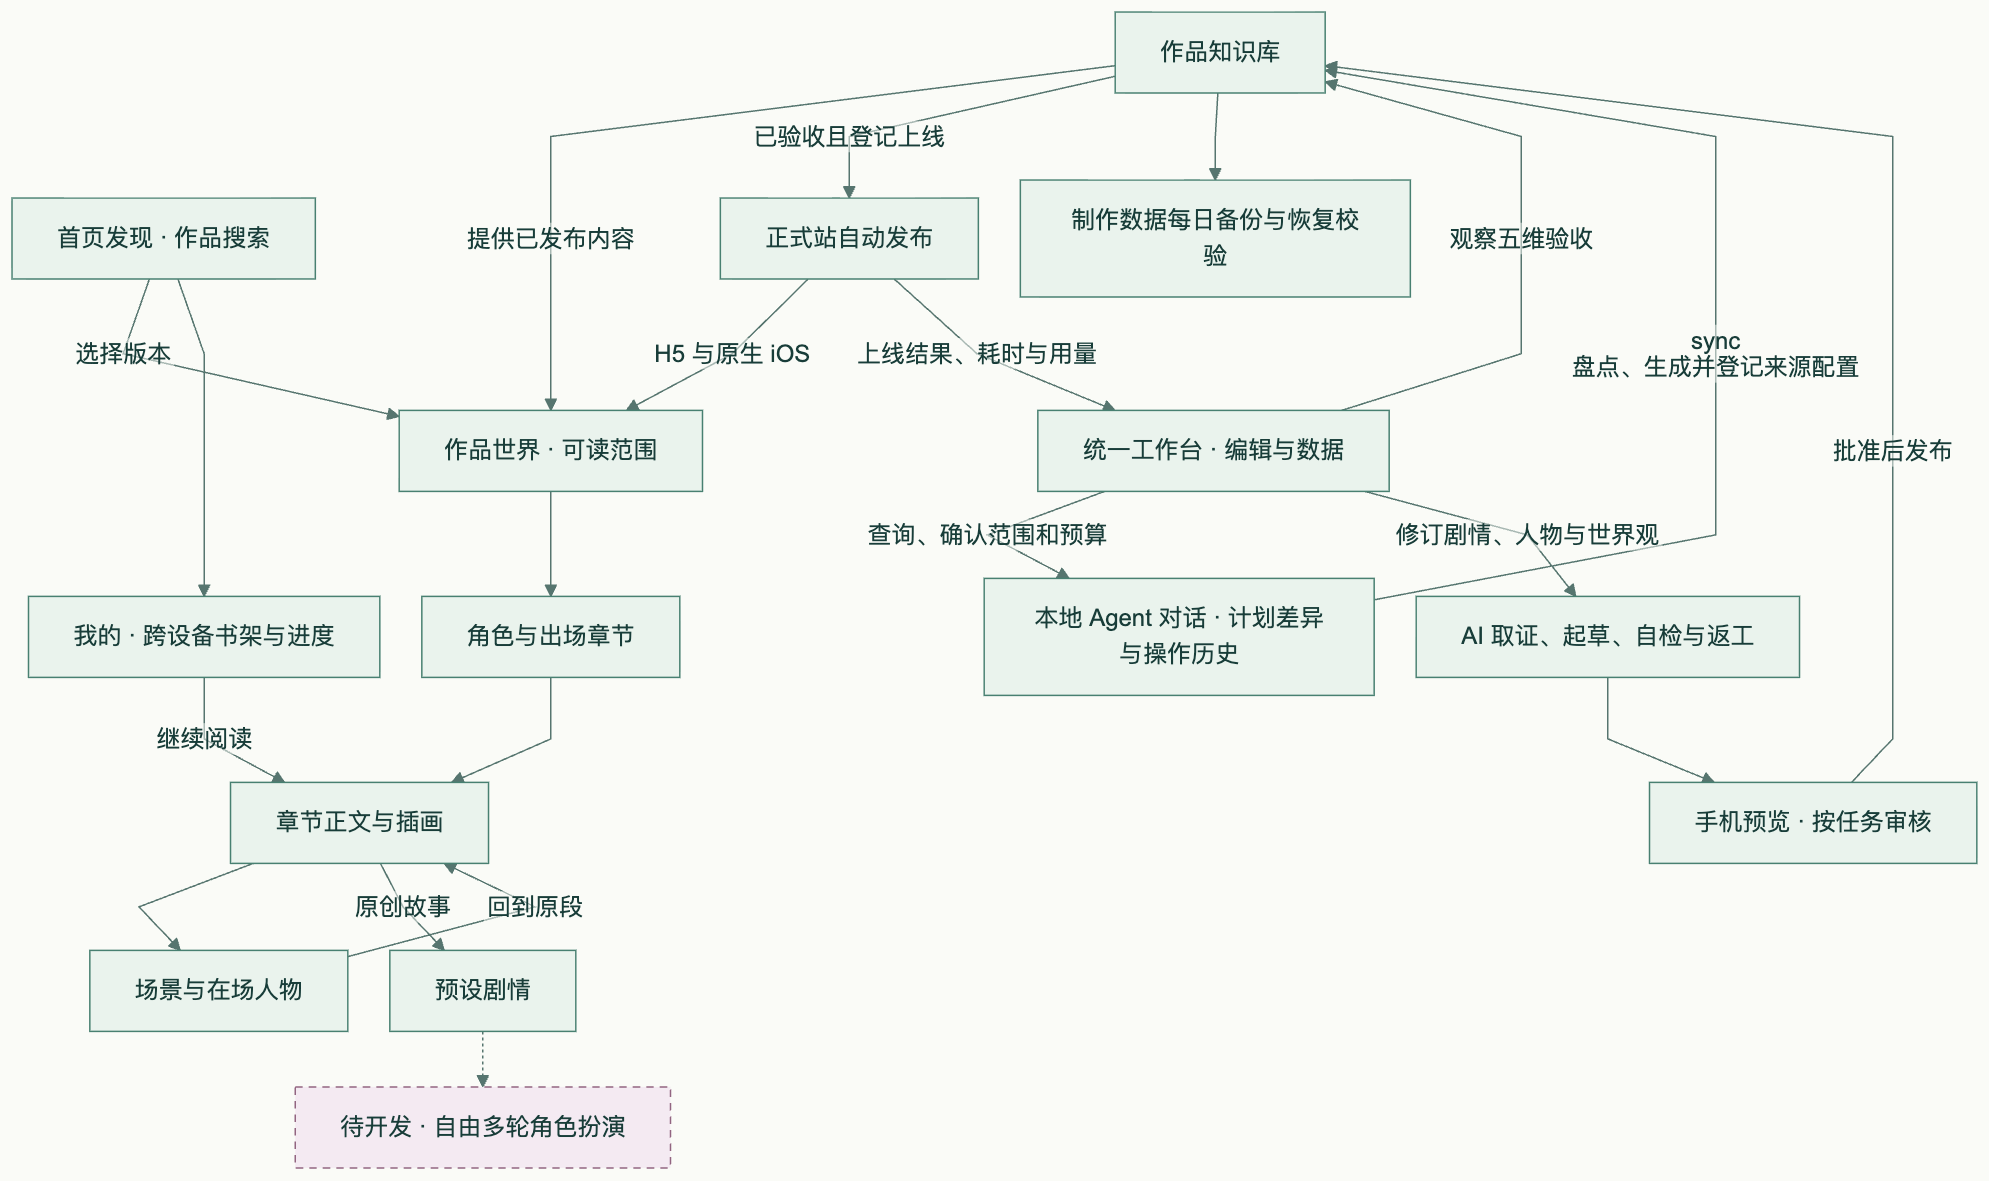 作品知识库
已验收且登记上线
首页发现 · 作品搜索
提供已发布内容
正式站自动发布
制作数据每日备份与恢复校
验
观察五维验收
选择版本
H5 与原生 iOS
上线结果、耗时与用量
sync
盘点、生成并登记来源配置
作品世界 · 可读范围
统一工作台 · 编辑与数据
批准后发布
查询、确认范围和预算
修订剧情、人物与世界观
我的 · 跨设备书架与进度
角色与出场章节
本地 Agent 对话 · 计划差异
与操作历史
AI 取证、起草、自检与返工
继续阅读
章节正文与插画
手机预览 · 按任务审核
原创故事
回到原段
场景与在场人物
预设剧情
待开发 · 自由多轮角色扮演